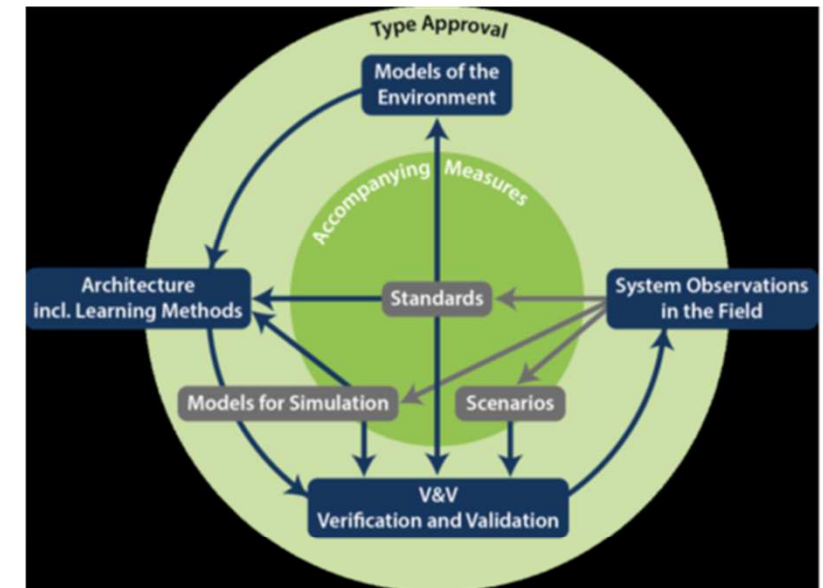 Type Approval
Models of the
Environment
Accompanying Measures
Architecture
incl. Learning Methods
Standards
System Observations
in the Field
Models for Simulation
Scenarios
V&V
Verification and Validation